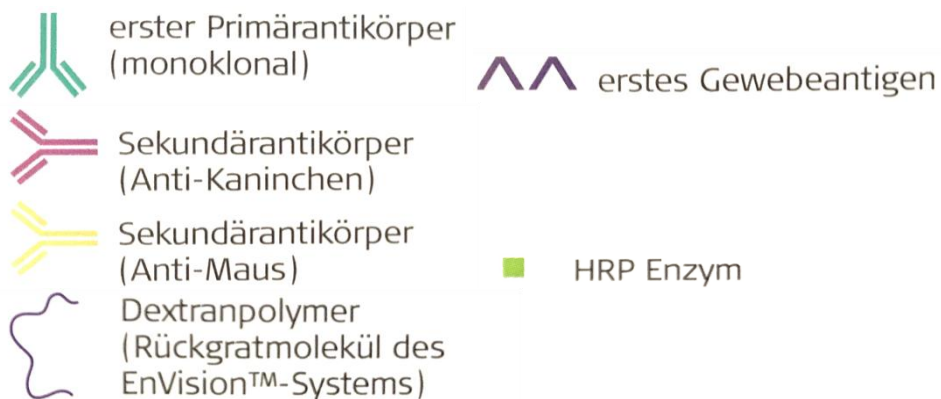 erster Primärantikörper
(monoklonal)
erstes Gewebeantigen
Sekundärantikörper
(Anti-Kaninchen)
Sekundärantikörper
(Anti-Maus)
HRP Enzym
Dextranpolymer
(Rückgratmolekül des
EnVision™-Systems)